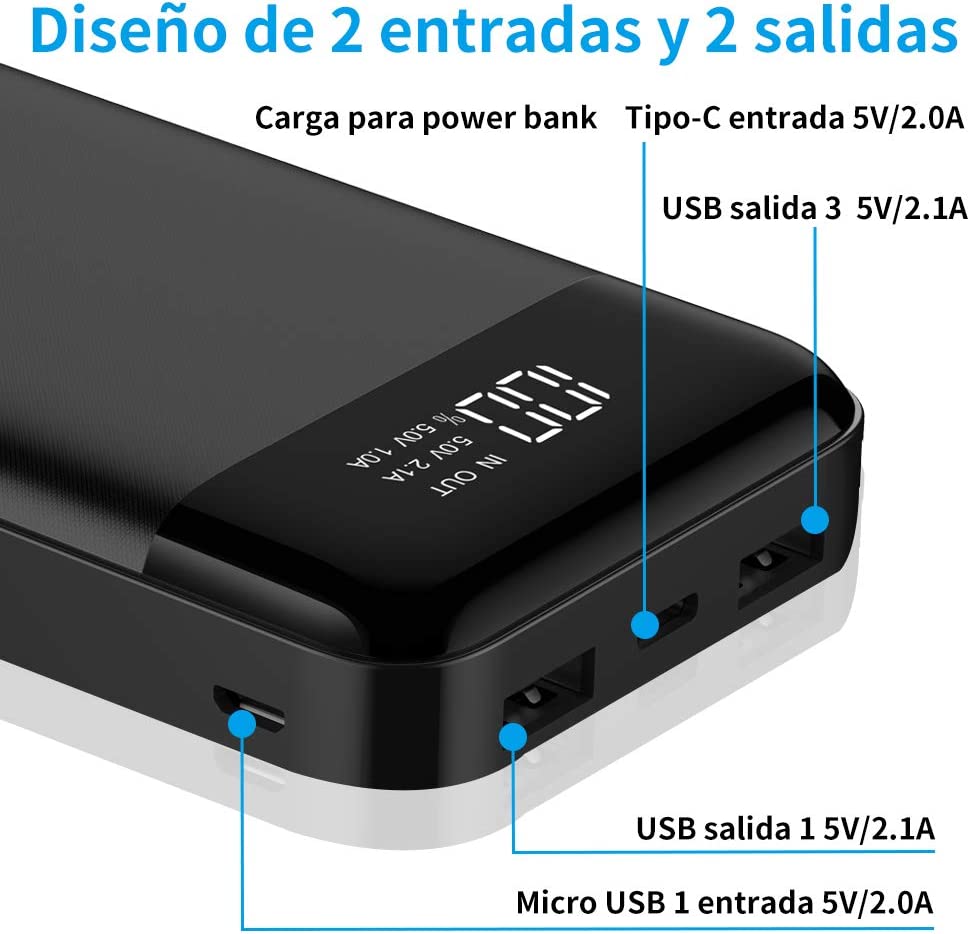 Diseño de 2 entradas y 2 salidas
Carga para power bank Tipo-C entrada 5V/2.0A
USB salida 3 5V/2.1A
100
% 5.0V 1.0A
5.0V 2.1A
IN OUT
USB salida 1 5V/2.1A
Micro USB 1 entrada 5V/2.0A